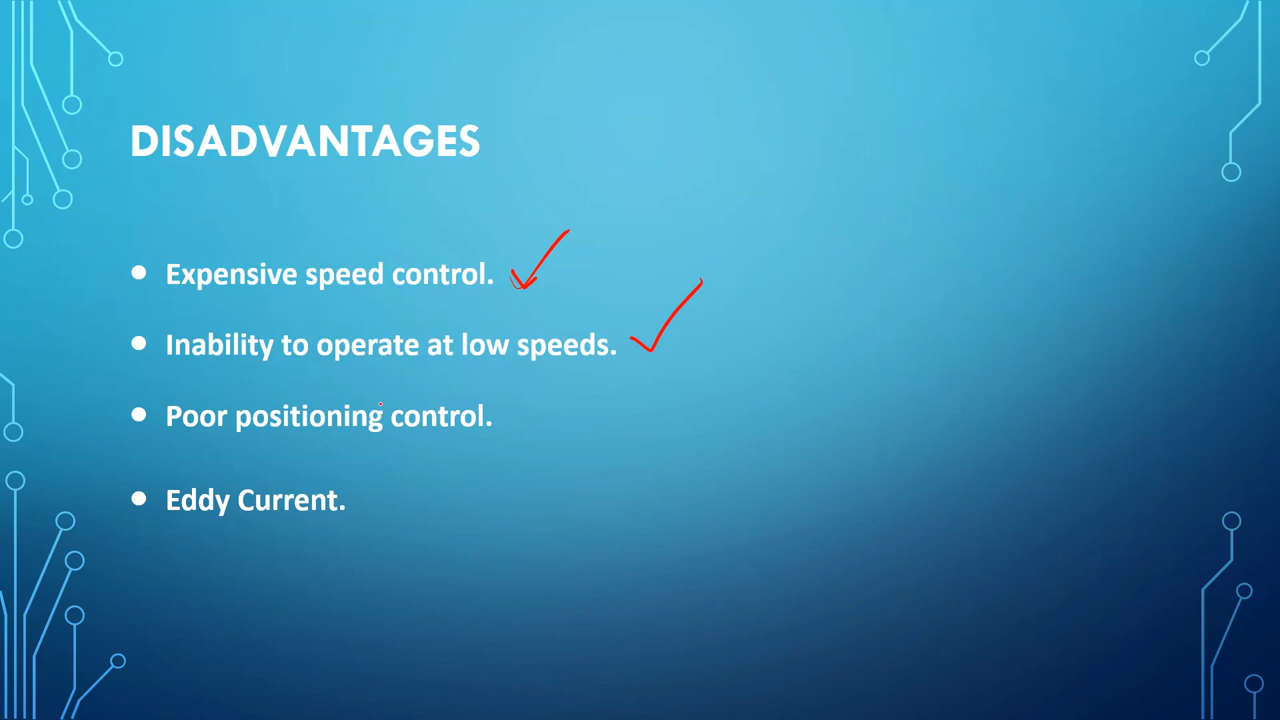 DISADVANTAGES
Expensive speed control.
Inability to operate at low speeds.
Poor positioning control.
Eddy Current.